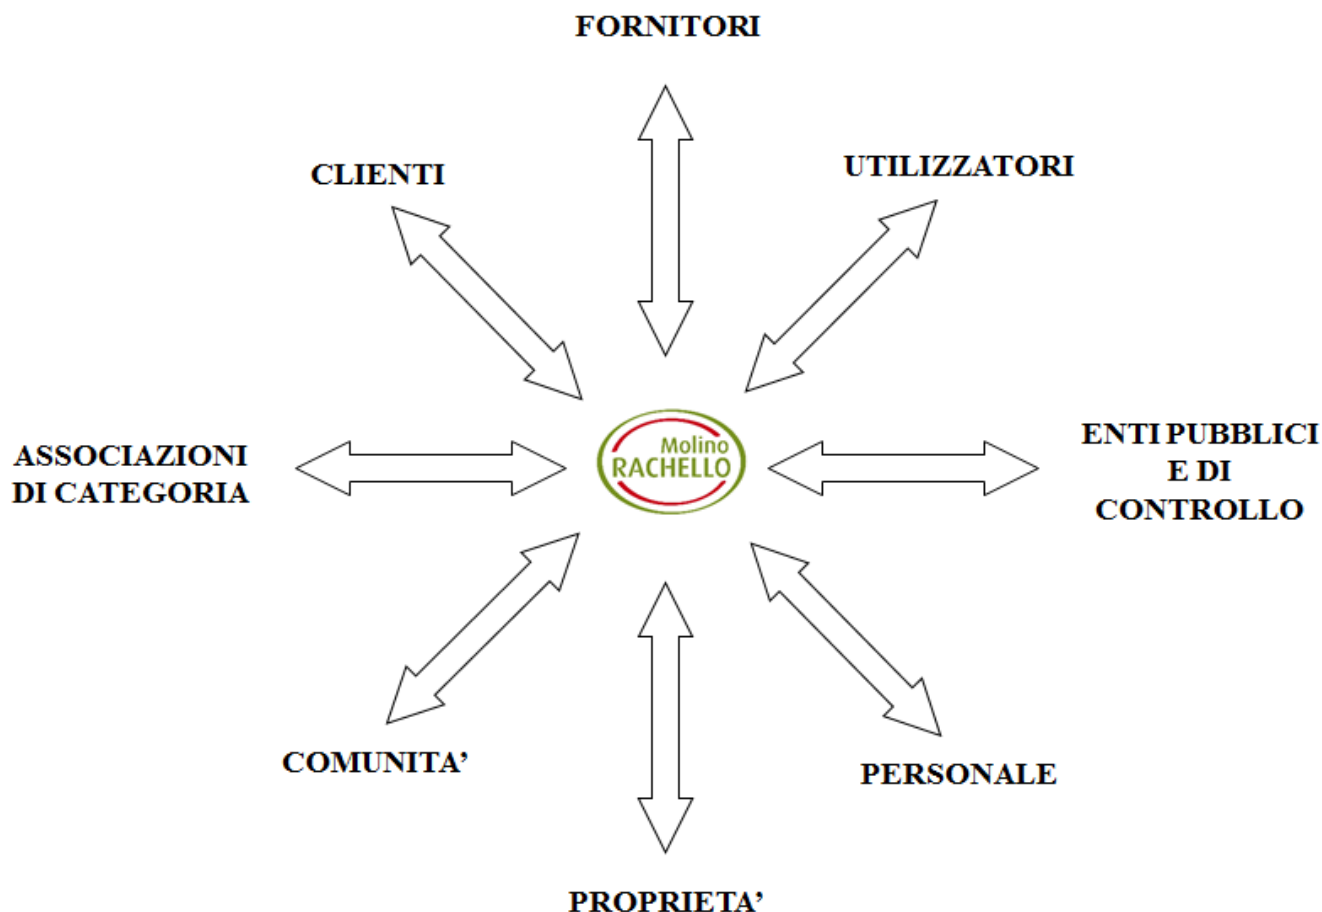 FORNITORI
CLIENTI
UTILIZZATORI
ASSOCIAZIONI
DI CATEGORIA
Molino
RACHELLO
ENTI PUBBLICI
E DI
CONTROLLO
COMUNITA’
PERSONALE
PROPRIETA’